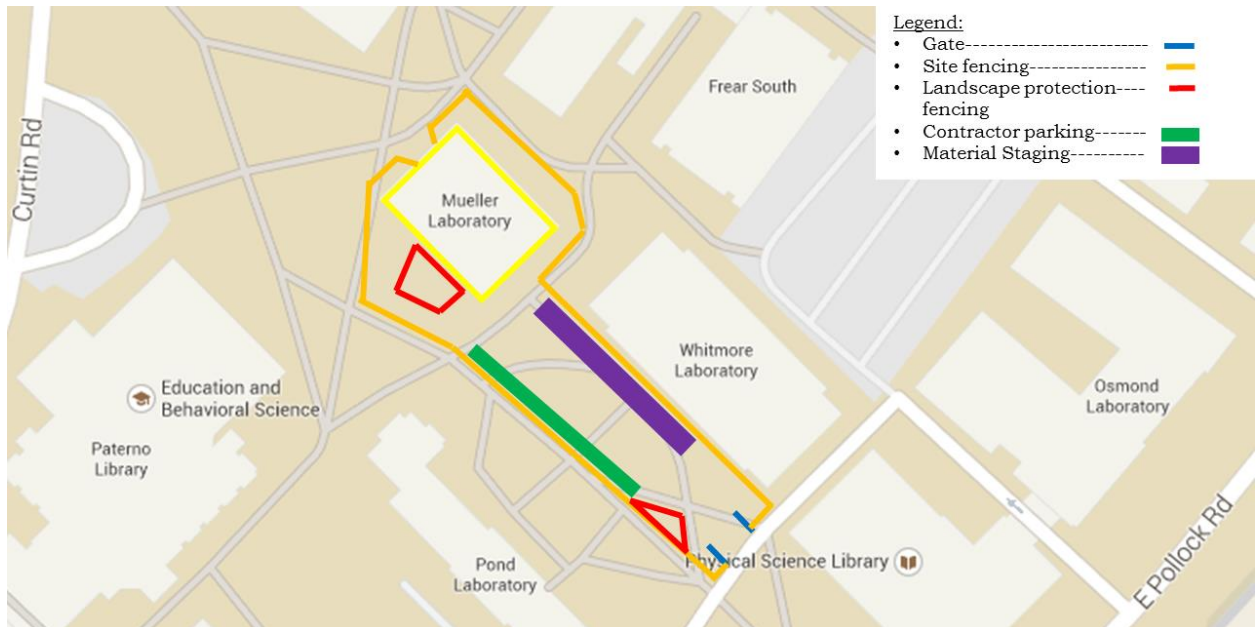 Legend:
• Gate--------------------------
• Site fencing---------------
• Landscape protection----
fencing
• Contractor parking-------
• Material Staging----------
Frear South
Curtin Rd
Mueller
Laboratory
Whitmore
Laboratory
Education and
Behavioral Science
Osmond
Laboratory
Paterno
Library
Pond
Laboratory
Physical Science Library
E Pollock Rd